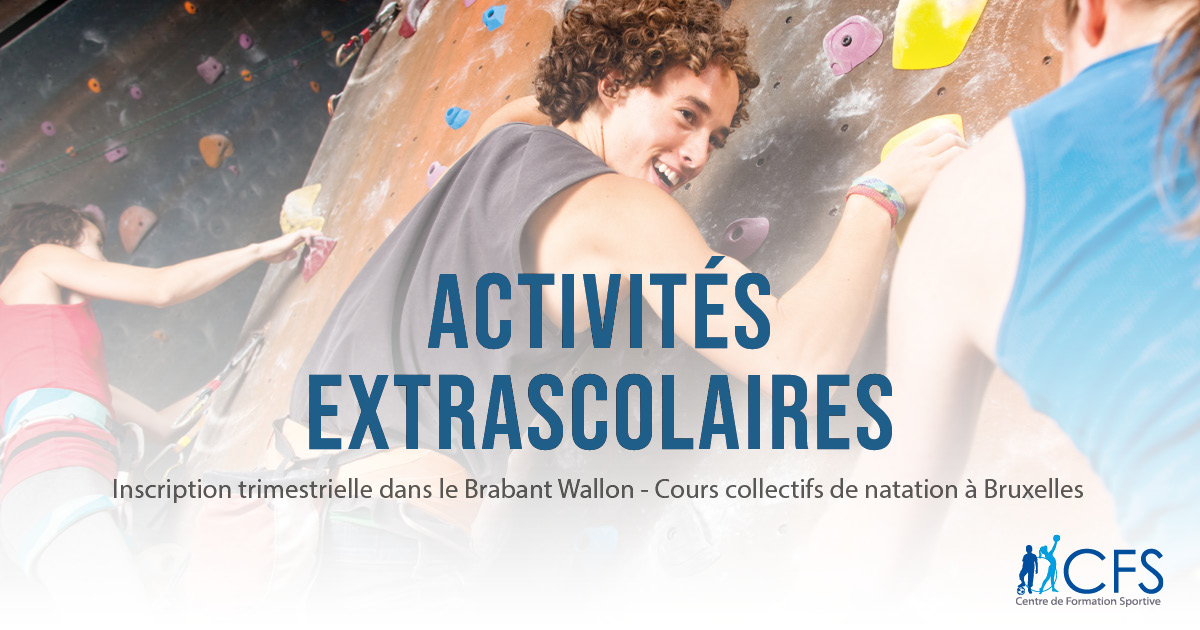 ACTIVITÉS
EXTRASCOLAIRES
Inscription trimestrielle dans le Brabant Wallon - Cours collectifs de natation à Bruxelles
CFS
Centre de Formation Sportive